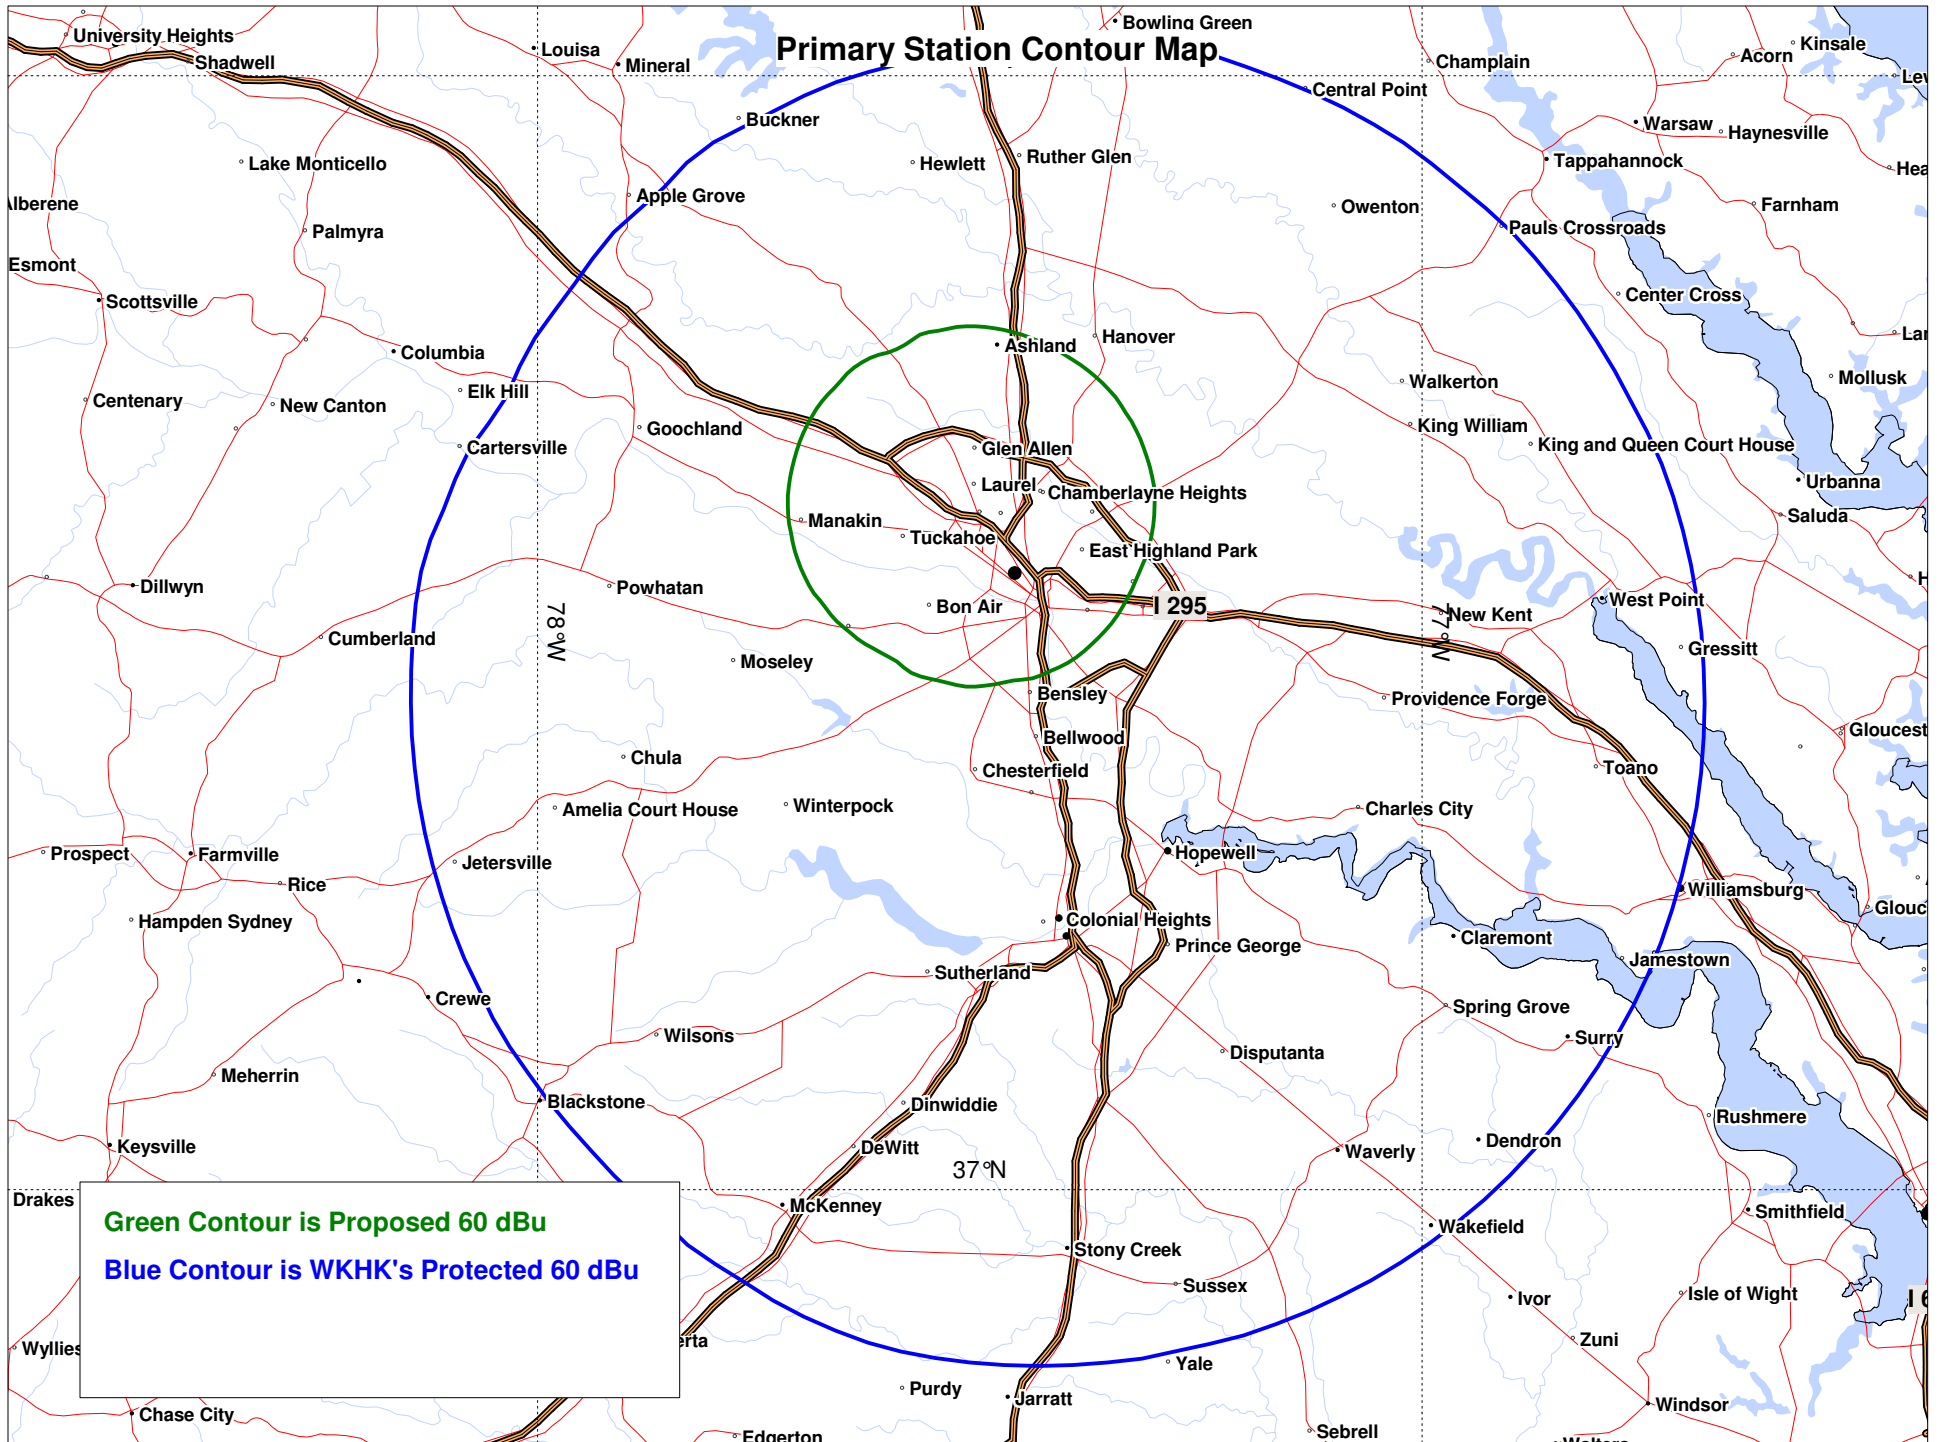 Bowling Green
University Heights
Kinsale
Primary Station Contour Map
Louisa
Acorn
Shadwell
Mineral
Champlain
Central Point
Buckner
Warsaw
Haynesville
Hewlett
Ruther Glen
Tappahannock
Lake Monticello
Apple Grove
Alberene
Owenton
Farnham
Palmyra
Pauls Crossroads
Esmont
Scottsville
Center Cross
Hanover
Ashland
Columbia
Mollusk
Walkerton
Elk Hill
Centenary
New Canton
King William
Goochland
King and Queen Court House
Cartersville
Glen Allen
Urbanna
Laurel
Chamberlayne Heights
Saluda
Manakin
Tuckahoe
East Highland Park
Dillwyn
Powhatan
West Point
Bon Air
I 295
New Kent
78°W
77°W
Cumberland
Gressitt
Moseley
Bensley
Providence Forge
Gloucest
Bellwood
Chula
Toano
Chesterfield
Winterpock
Amelia Court House
Charles City
Prospect
Farmville
Hopewell
Jetersville
Rice
Williamsburg
Glouc
Hampden Sydney
Colonial Heights
Claremont
Prince George
Jamestown
Sutherland
Crewe
Spring Grove
Wilsons
Surry
Disputanta
Meherrin
Blackstone
Dinwiddie
Rushmere
Keysville
DeWitt
Dendron
Waverly
37°N
Drakes
McKenney
Smithfield
Green Contour is Proposed 60 dBu
Wakefield
Stony Creek
Blue Contour is WKHK's Protected 60 dBu
Sussex
Isle of Wight
Ivor
I 6
Zuni
erta
Wyllies
Yale
Purdy
Jarratt
Windsor
Chase City
Sebrell
Edgerton